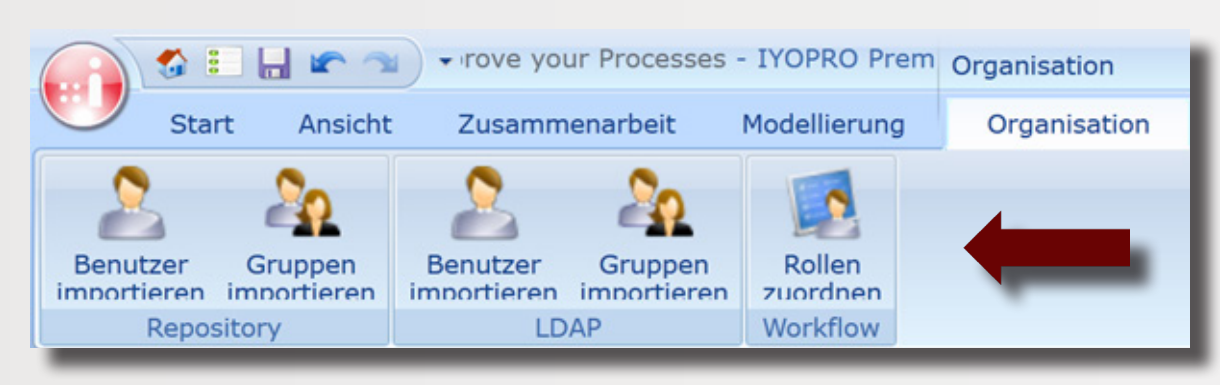 rove your Processes - IYOPRO Prem Organisation
Start Ansicht Zusammenarbeit Modellierung Organisation
Benutzer importieren Gruppen importieren Benutzer importieren Gruppen importieren Rollen zuordnen
Repository LDAP Workflow